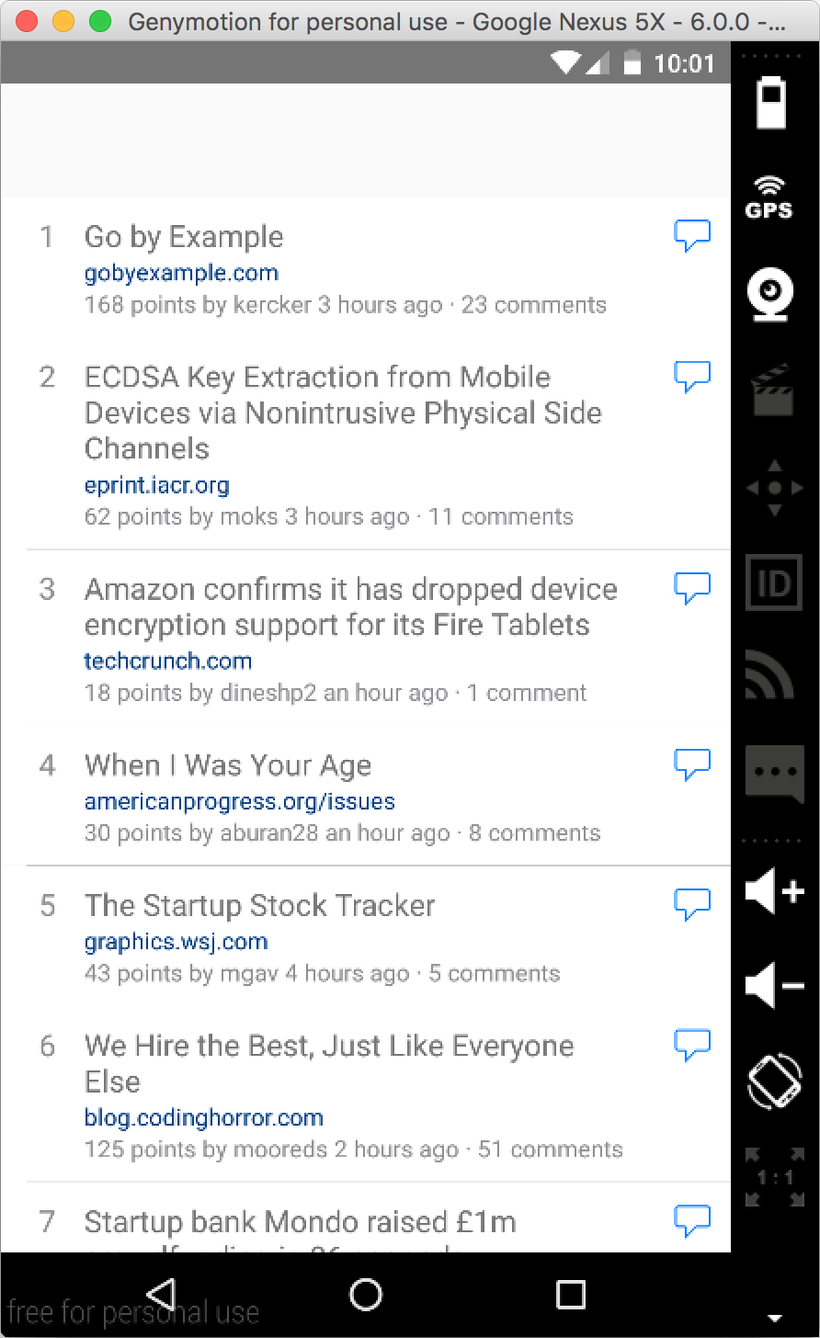 Genymotion for personal use - Google Nexus 5X - 6.0.0 -...
10:01
GPS
1 Go by Example
gobyexample.com
168 points by kercker 3 hours ago · 23 comments
2 ECDSA Key Extraction from Mobile
Devices via Nonintrusive Physical Side
Channels
eprint.iacr.org
62 points by moks 3 hours ago · 11 comments
ID
3 Amazon confirms it has dropped device
encryption support for its Fire Tablets
techcrunch.com
18 points by dineshp2 an hour ago · 1 comment
4 When I Was Your Age
americanprogress.org/issues
30 points by aburan28 an hour ago · 8 comments
5 The Startup Stock Tracker
graphics.wsj.com
43 points by mgav 4 hours ago · 5 comments
6 We Hire the Best, Just Like Everyone
Else
blog.codinghorror.com
125 points by mooreds 2 hours ago · 51 comments
1:1
7 Startup bank Mondo raised £1m
free for personal use